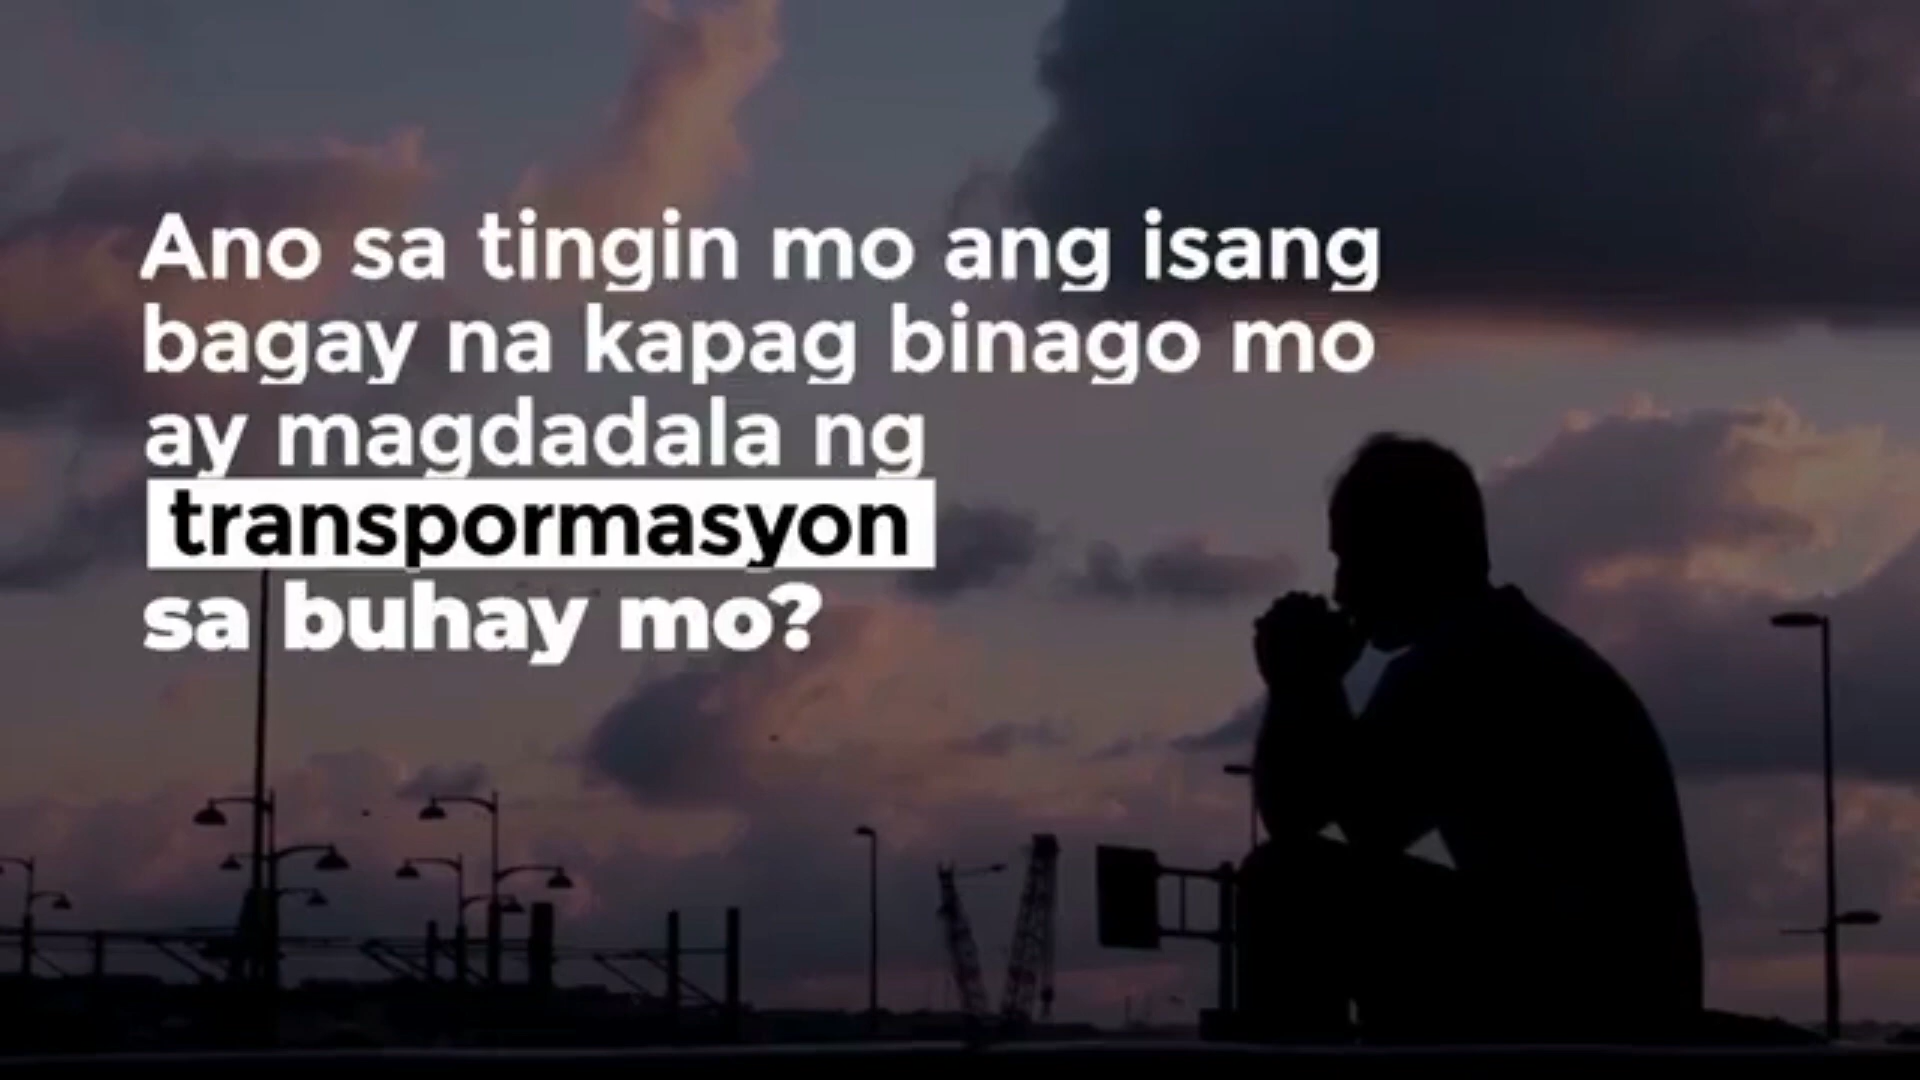 Ano sa tingin mo ang isang
bagay na kapag binago mo
ay magdadala ng
transpormasyon
sa buhay mo?